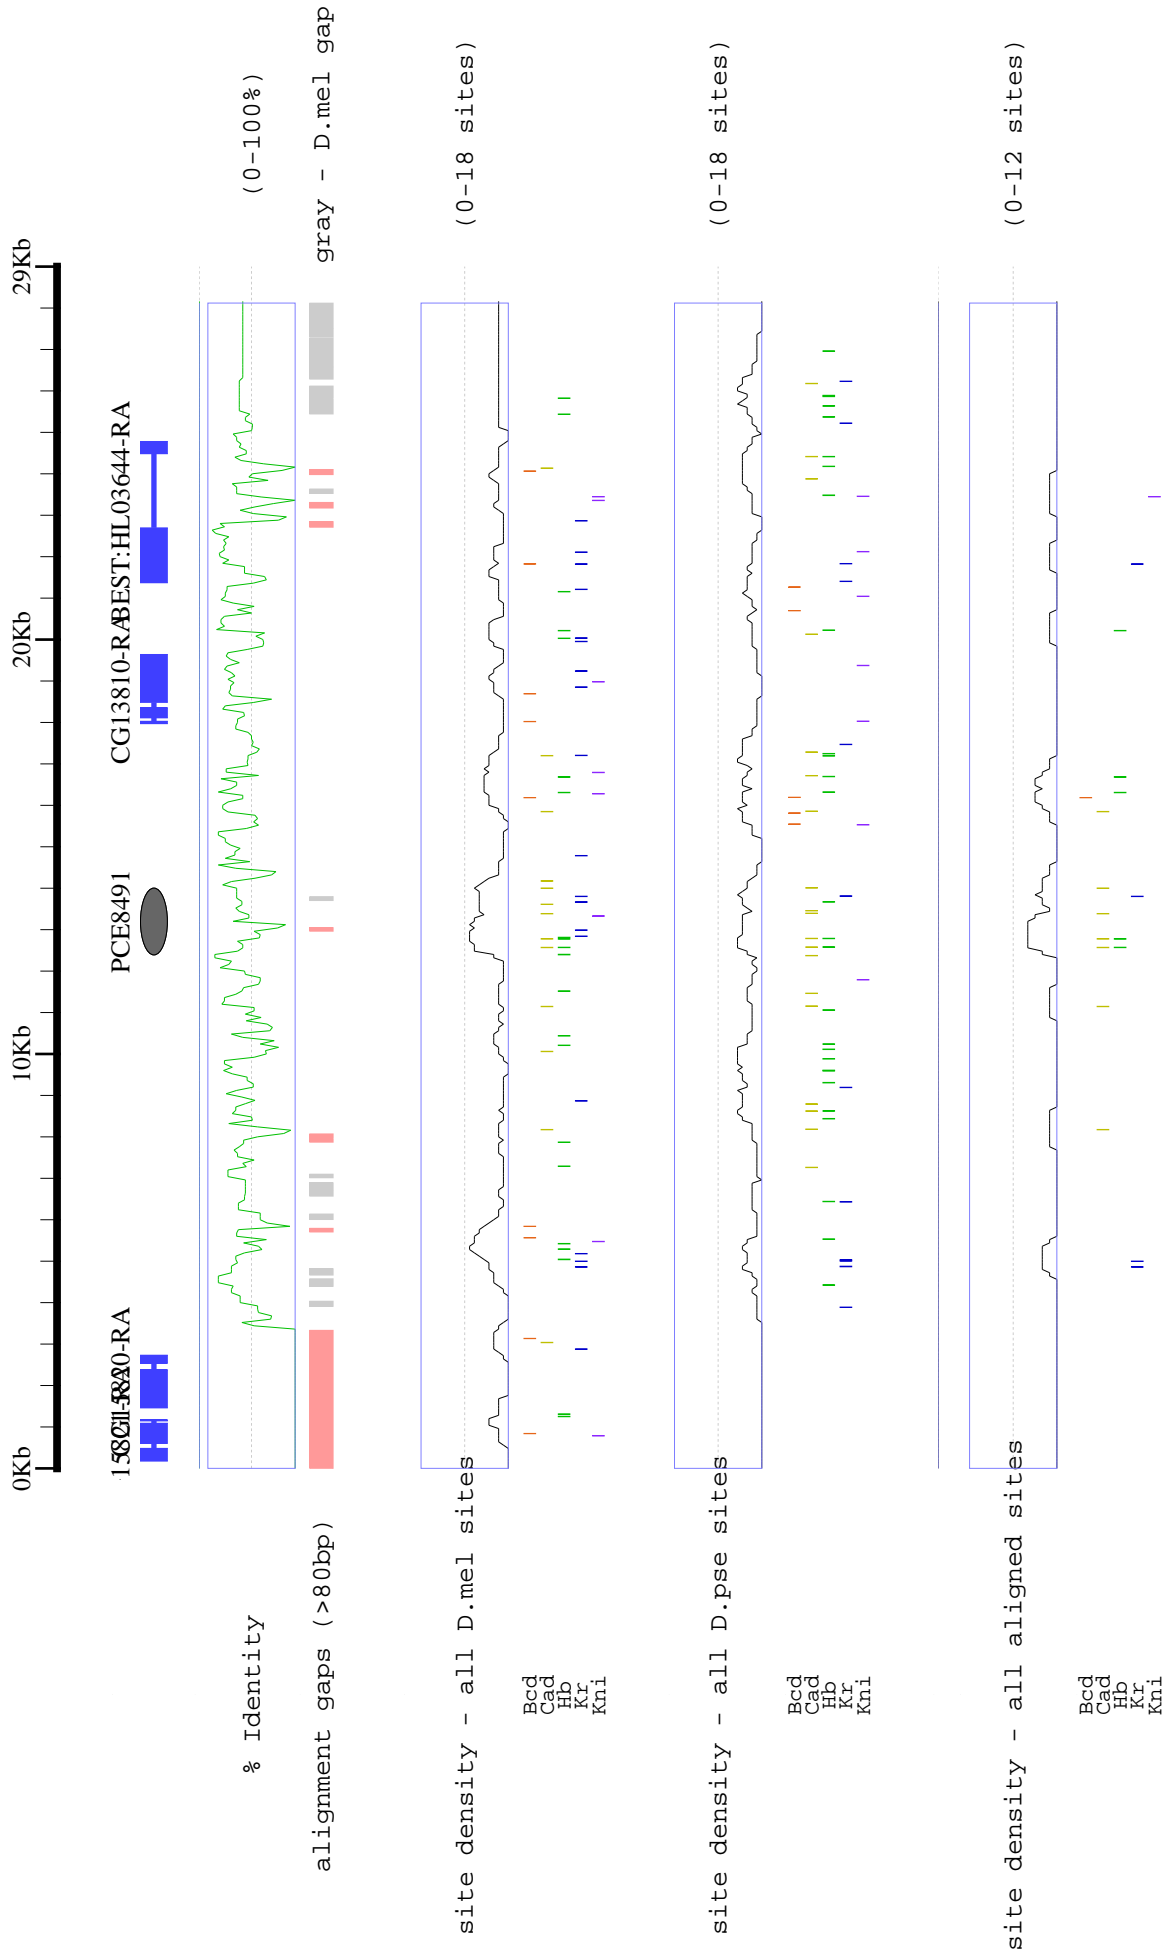 0Kb
10Kb
20Kb
29Kb
PCE8491
CG13810-RA
BEST:HL03644-RA
% Identity
(0-100%)
alignment gaps (>80bp)
gray - D.mel gap
site density - all D.mel sites
(0-18 sites)
Bcd
Cad
Hb
Kr
Kni
site density - all D.pse sites
(0-18 sites)
Bcd
Cad
Hb
Kr
Kni
site density - all aligned sites
(0-12 sites)
Bcd
Cad
Hb
Kr
Kni